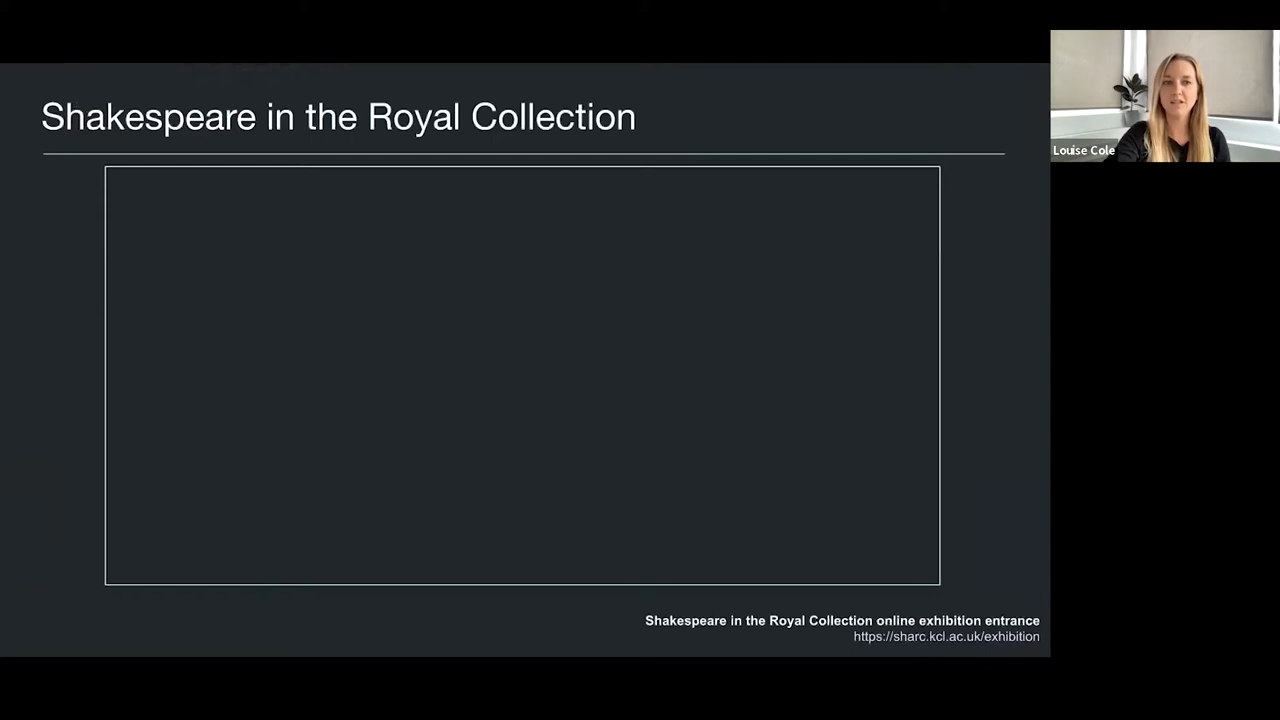 Shakespeare in the Royal Collection
Louise Cole
Shakespeare in the Royal Collection online exhibition entrance
https://sharc.kcl.ac.uk/exhibition